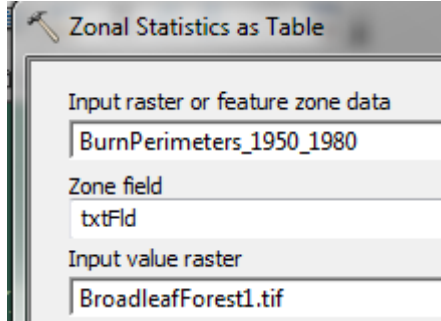 Zonal Statistics as Table
Input raster or feature zone data
BurnPerimeters_1950_1980
Zone field
txtFld
Input value raster
BroadleafForest1.tif